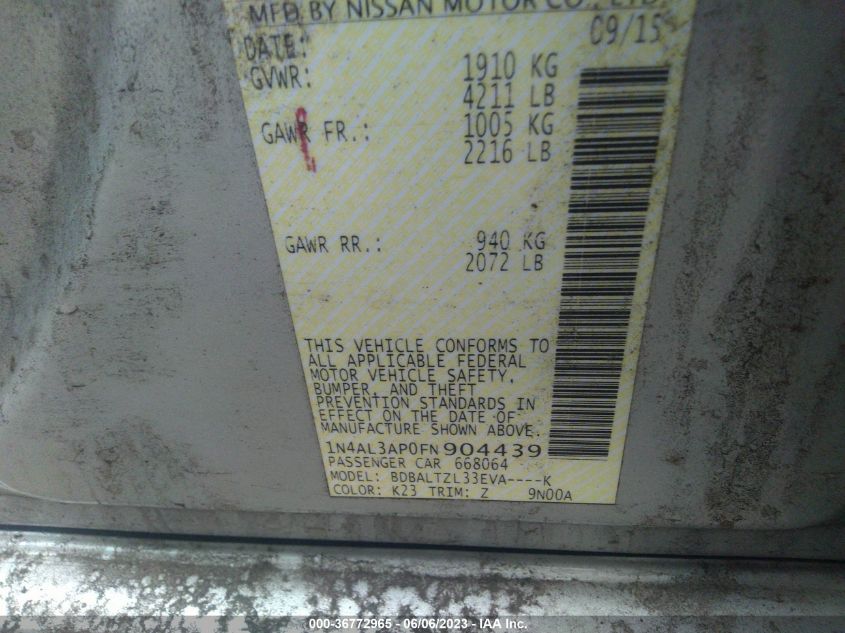 MFD BY NISSAN MOTOR CO., LTD.
DATE: 09/15
GVWR: 1910 KG
4211 LB
GAWR FR.: 1005 KG
2216 LB
GAWR RR.: 940 KG
2072 LB
THIS VEHICLE CONFORMS TO
ALL APPLICABLE FEDERAL
MOTOR VEHICLE SAFETY,
BUMPER, AND THEFT
PREVENTION STANDARDS IN
EFFECT ON THE DATE OF
MANUFACTURE SHOWN ABOVE.
1N4AL3AP0FN904439
PASSENGER CAR 668064
MODEL: BDBALTZL33EVA----K
COLOR: K23 TRIM: Z 9N00A
000-36772965 - 06/06/2023 - IAA Inc.